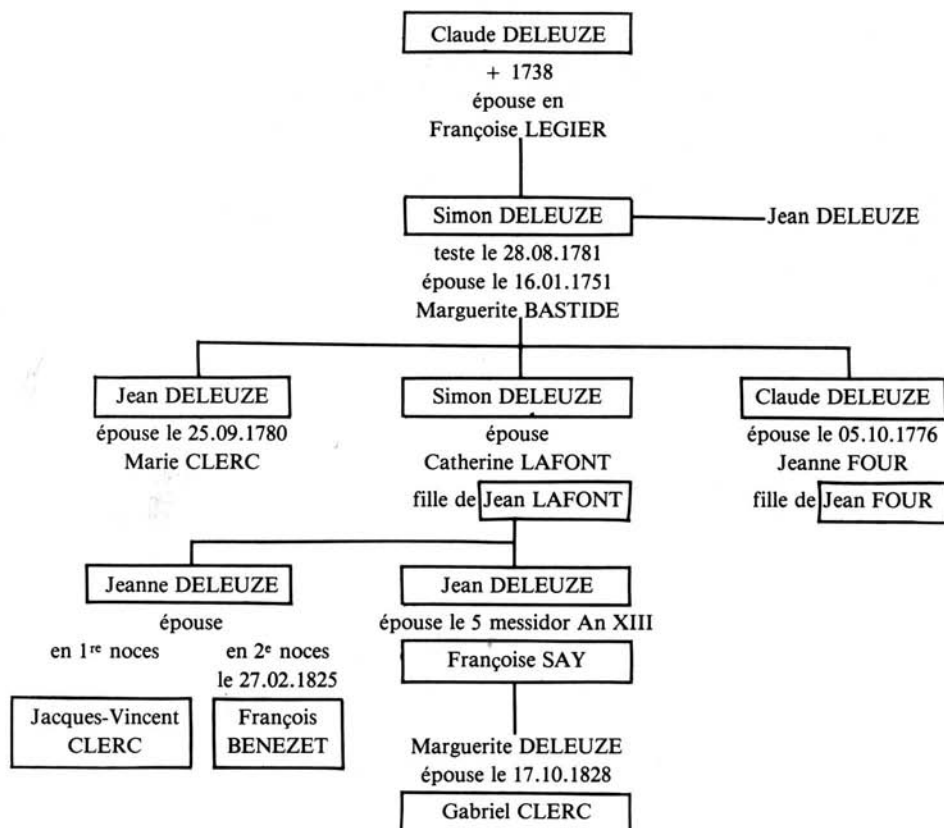 Claude DELEUZE
+ 1738
épouse en
Françoise LEGIER
Simon DELEUZE
Jean DELEUZE
teste le 28.08.1781
épouse le 16.01.1751
Marguerite BASTIDE
Jean DELEUZE
épouse le 25.09.1780
Marie CLERC
Simon DELEUZE
épouse
Catherine LAFONT
fille de Jean LAFONT
Claude DELEUZE
épouse le 05.10.1776
Jeanne FOUR
fille de Jean FOUR
Jeanne DELEUZE
épouse
en 1re noces
Jacques-Vincent
CLERC
en 2e noces
le 27.02.1825
François
BENEZET
Jean DELEUZE
épouse le 5 messidor An XIII
Françoise SAY
Marguerite DELEUZE
épouse le 17.10.1828
Gabriel CLERC